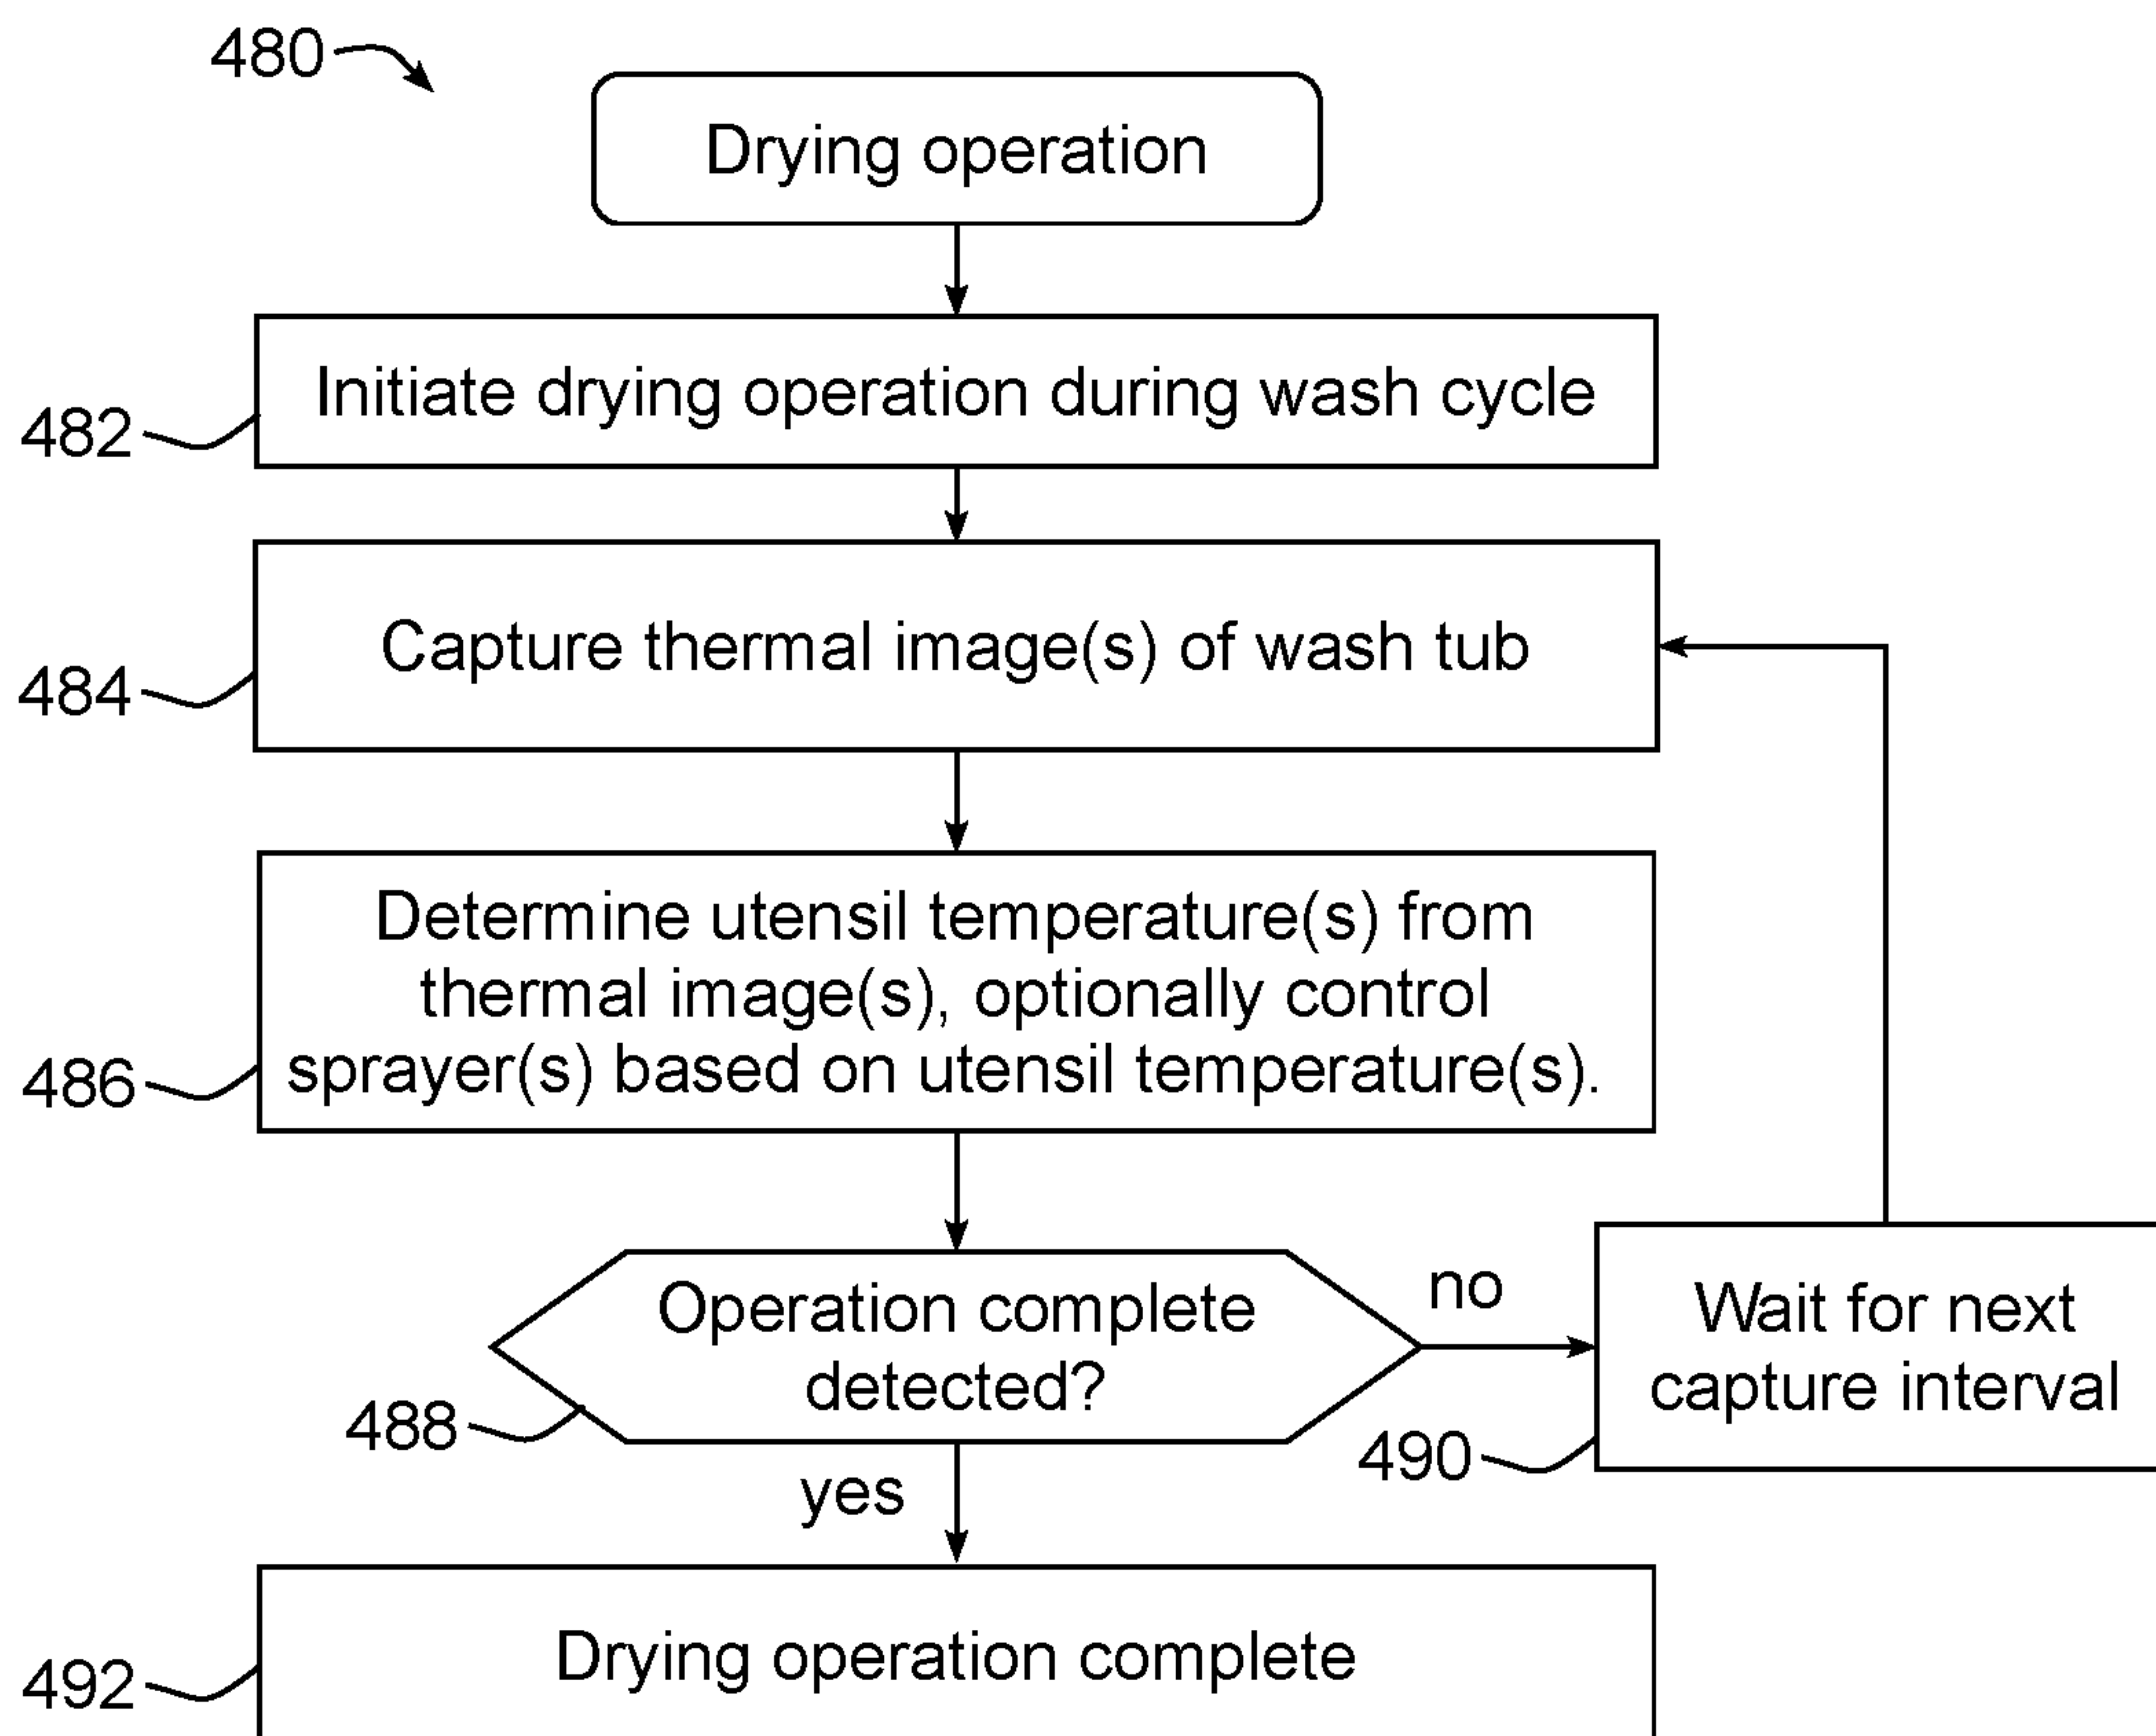 480
Drying operation
Initiate drying operation during wash cycle
482
Capture thermal image(s) of wash tub
484
Determine utensil temperature(s) from
thermal image(s), optionally control
sprayer(s) based on utensil temperature(s).
486
Operation complete
detected?
488
no
Wait for next
capture interval
490
yes
Drying operation complete
492